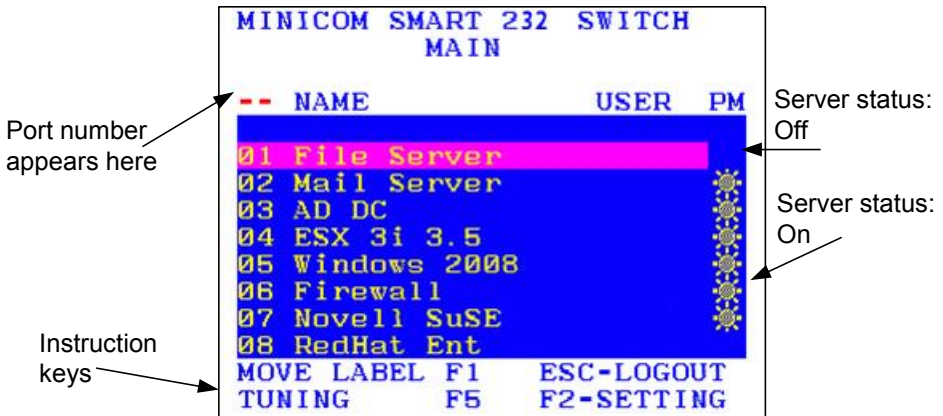 MINICOM SMART 232 SWITCH
MAIN
-- NAME USER PM
01 File Server
02 Mail Server
03 AD DC
04 ESX 3i 3.5
05 Windows 2008
06 Firewall
07 Novell SuSE
08 RedHat Ent
MOVE LABEL F1 ESC-LOGOUT
TUNING F5 F2-SETTING
Port number
appears here
Instruction
keys
Server status:
Off
Server status:
On